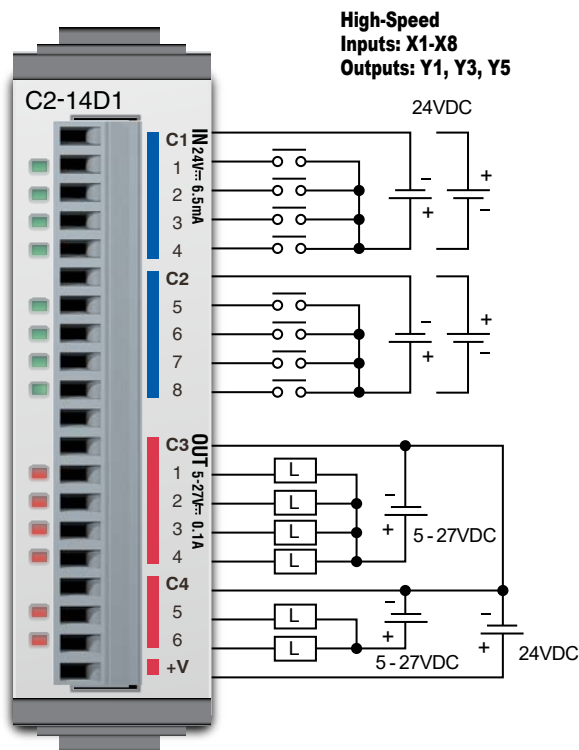 High-Speed
Inputs: X1-X8
Outputs: Y1, Y3, Y5
C2-14D1
24VDC
C1
IN 24V⎓ 6.5mA
1
2
3
4
− +
+ −
C2
5
6
7
8
− +
+ −
C3
OUT 5-27V⎓ 0.1A
1 L
2 L
3 L
4 L
− +
5-27VDC
C4
5 L
6 L
− +
5-27VDC
− +
24VDC
+V